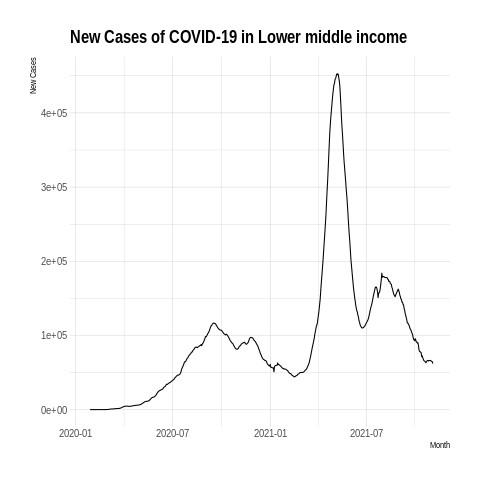 New Cases of COVID-19 in Lower middle income
New Cases
4e+05
3e+05
2e+05
1e+05
0e+00
2020-01 2020-07 2021-01 2021-07
Month